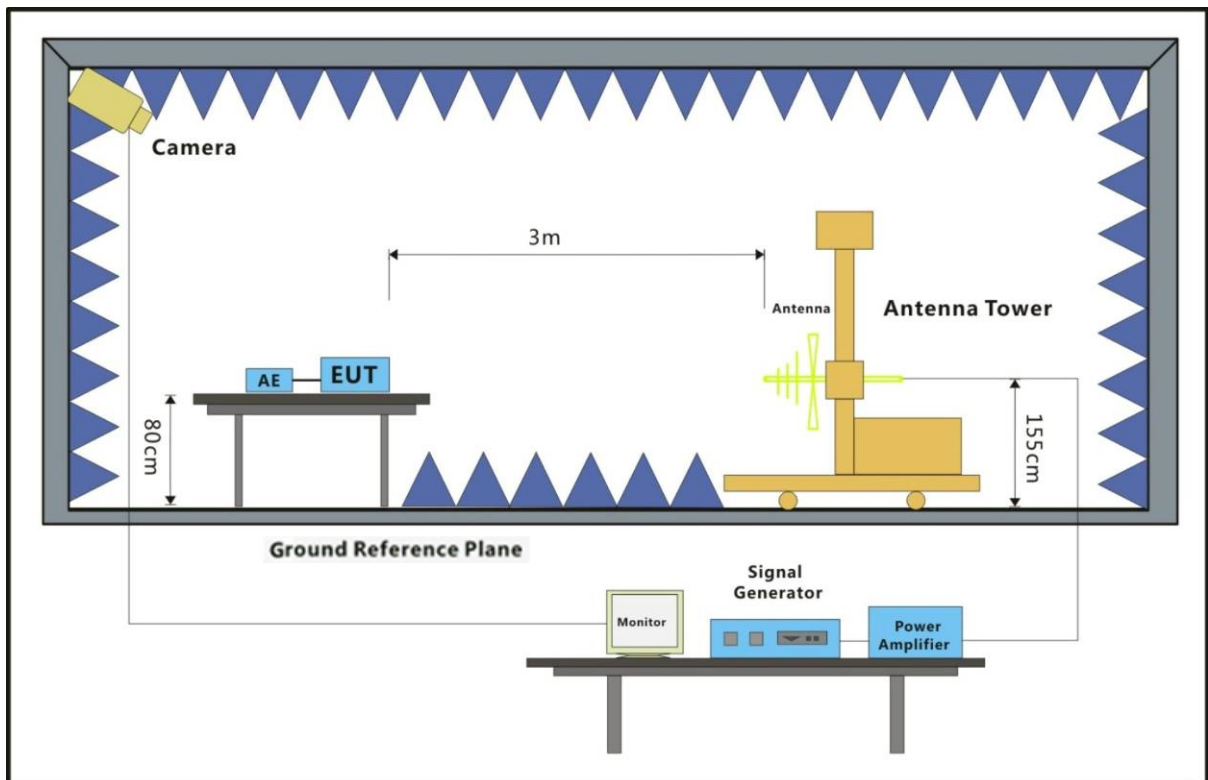 Camera
3m
Antenna
Antenna Tower
AE
EUT
80cm
155cm
Ground Reference Plane
Signal
Generator
Monitor
Power
Amplifier